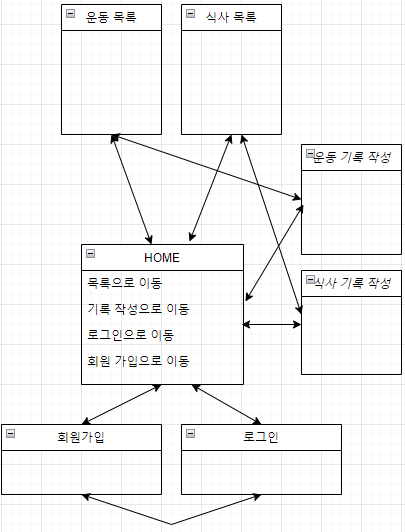 운동 목록
식사 목록
운동 기록 작성
HOME
목록으로 이동
기록 작성으로 이동
로그인으로 이동
회원 가입으로 이동
식사 기록 작성
회원가입
로그인